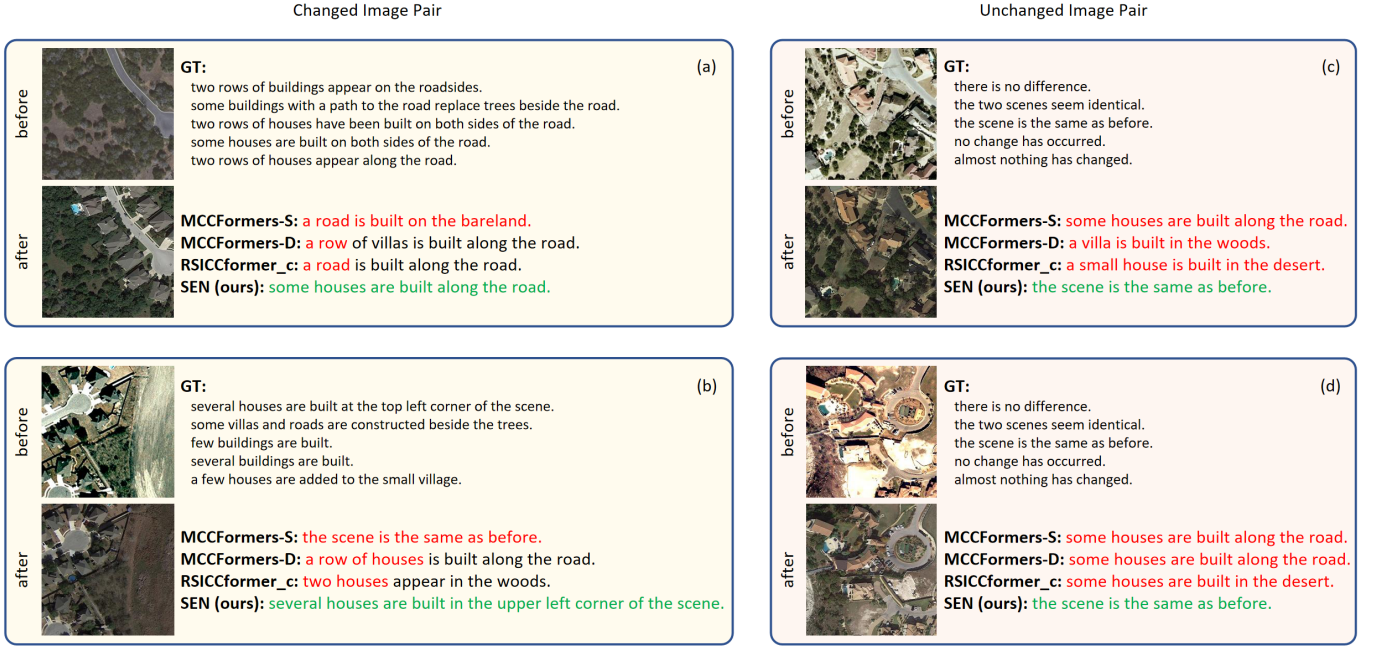 Changed Image Pair
Unchanged Image Pair
before
after
GT:
(a)
two rows of buildings appear on the roadsides.
some buildings with a path to the road replace trees beside the road.
two rows of houses have been built on both sides of the road.
some houses are built on both sides of the road.
two rows of houses appear along the road.
MCCFormers-S: a road is built on the bareland.
MCCFormers-D: a row of villas is built along the road.
RSICCformer_c: a road is built along the road.
SEN (ours): some houses are built along the road.
before
after
GT:
(c)
there is no difference.
the two scenes seem identical.
the scene is the same as before.
no change has occurred.
almost nothing has changed.
MCCFormers-S: some houses are built along the road.
MCCFormers-D: a villa is built in the woods.
RSICCformer_c: a small house is built in the desert.
SEN (ours): the scene is the same as before.
before
after
GT:
(b)
several houses are built at the top left corner of the scene.
some villas and roads are constructed beside the trees.
few buildings are built.
several buildings are built.
a few houses are added to the small village.
MCCFormers-S: the scene is the same as before.
MCCFormers-D: a row of houses is built along the road.
RSICCformer_c: two houses appear in the woods.
SEN (ours): several houses are built in the upper left corner of the scene.
before
after
GT:
(d)
there is no difference.
the two scenes seem identical.
the scene is the same as before.
no change has occurred.
almost nothing has changed.
MCCFormers-S: some houses are built along the road.
MCCFormers-D: some houses are built along the road.
RSICCformer_c: some houses are built in the desert.
SEN (ours): the scene is the same as before.